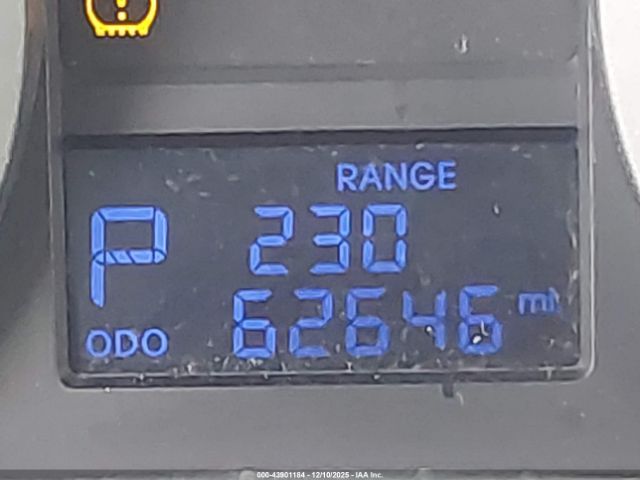 RANGE
P 230
ODO 62646 mi
000-43901184 - 12/10/2025 - IAA Inc.